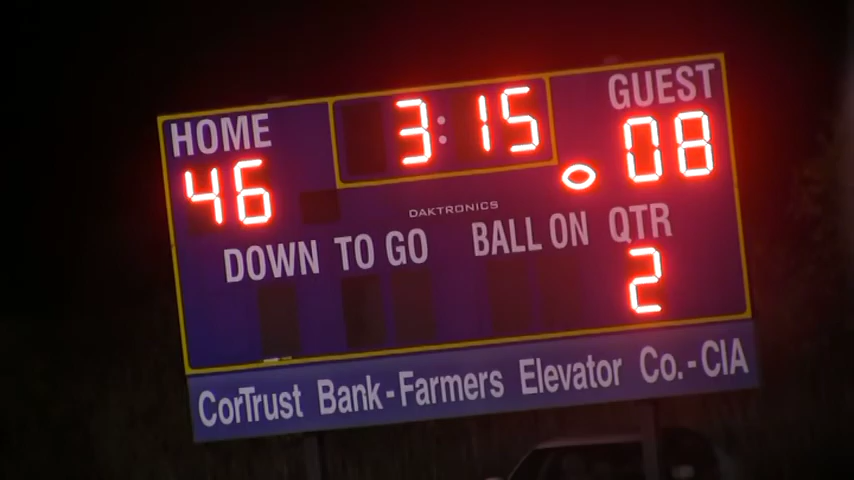 HOME
3:15
GUEST
46
08
DAKTRONICS
DOWN TO GO BALL ON QTR
2
CorTrust Bank-Farmers Elevator Co.-CIA